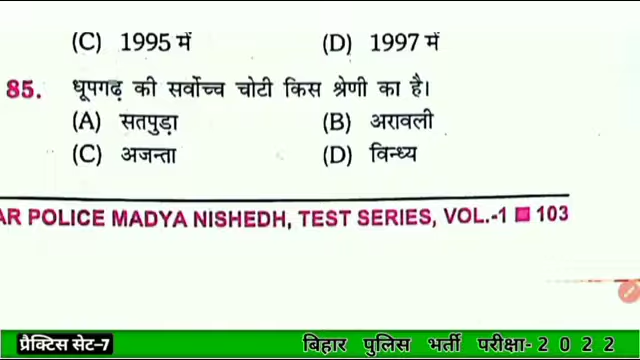 (C) 1995 में (D) 1997 में
85. धूपगढ़ की सर्वोच्च चोटी किस श्रेणी का है।
(A) सतपुड़ा (B) अरावली
(C) अजन्ता (D) विन्ध्य
AR POLICE MADYA NISHEDH, TEST SERIES, VOL.-1 ■ 103
प्रैक्टिस सेट-7 बिहार पुलिस भर्ती परीक्षा-2022